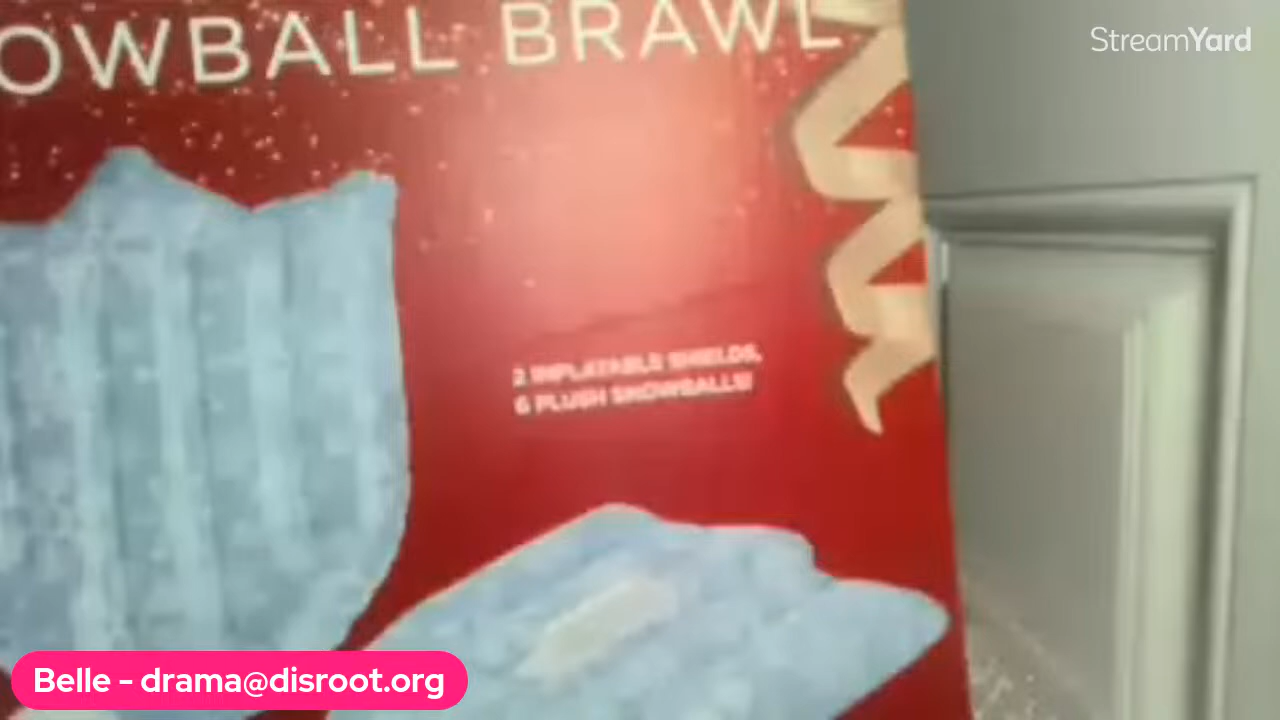 OWBALL BRAWL
StreamYard
2 INFLATABLE SHIELDS,
6 PLUSH SNOWBALLS!
Belle - drama@disroot.org